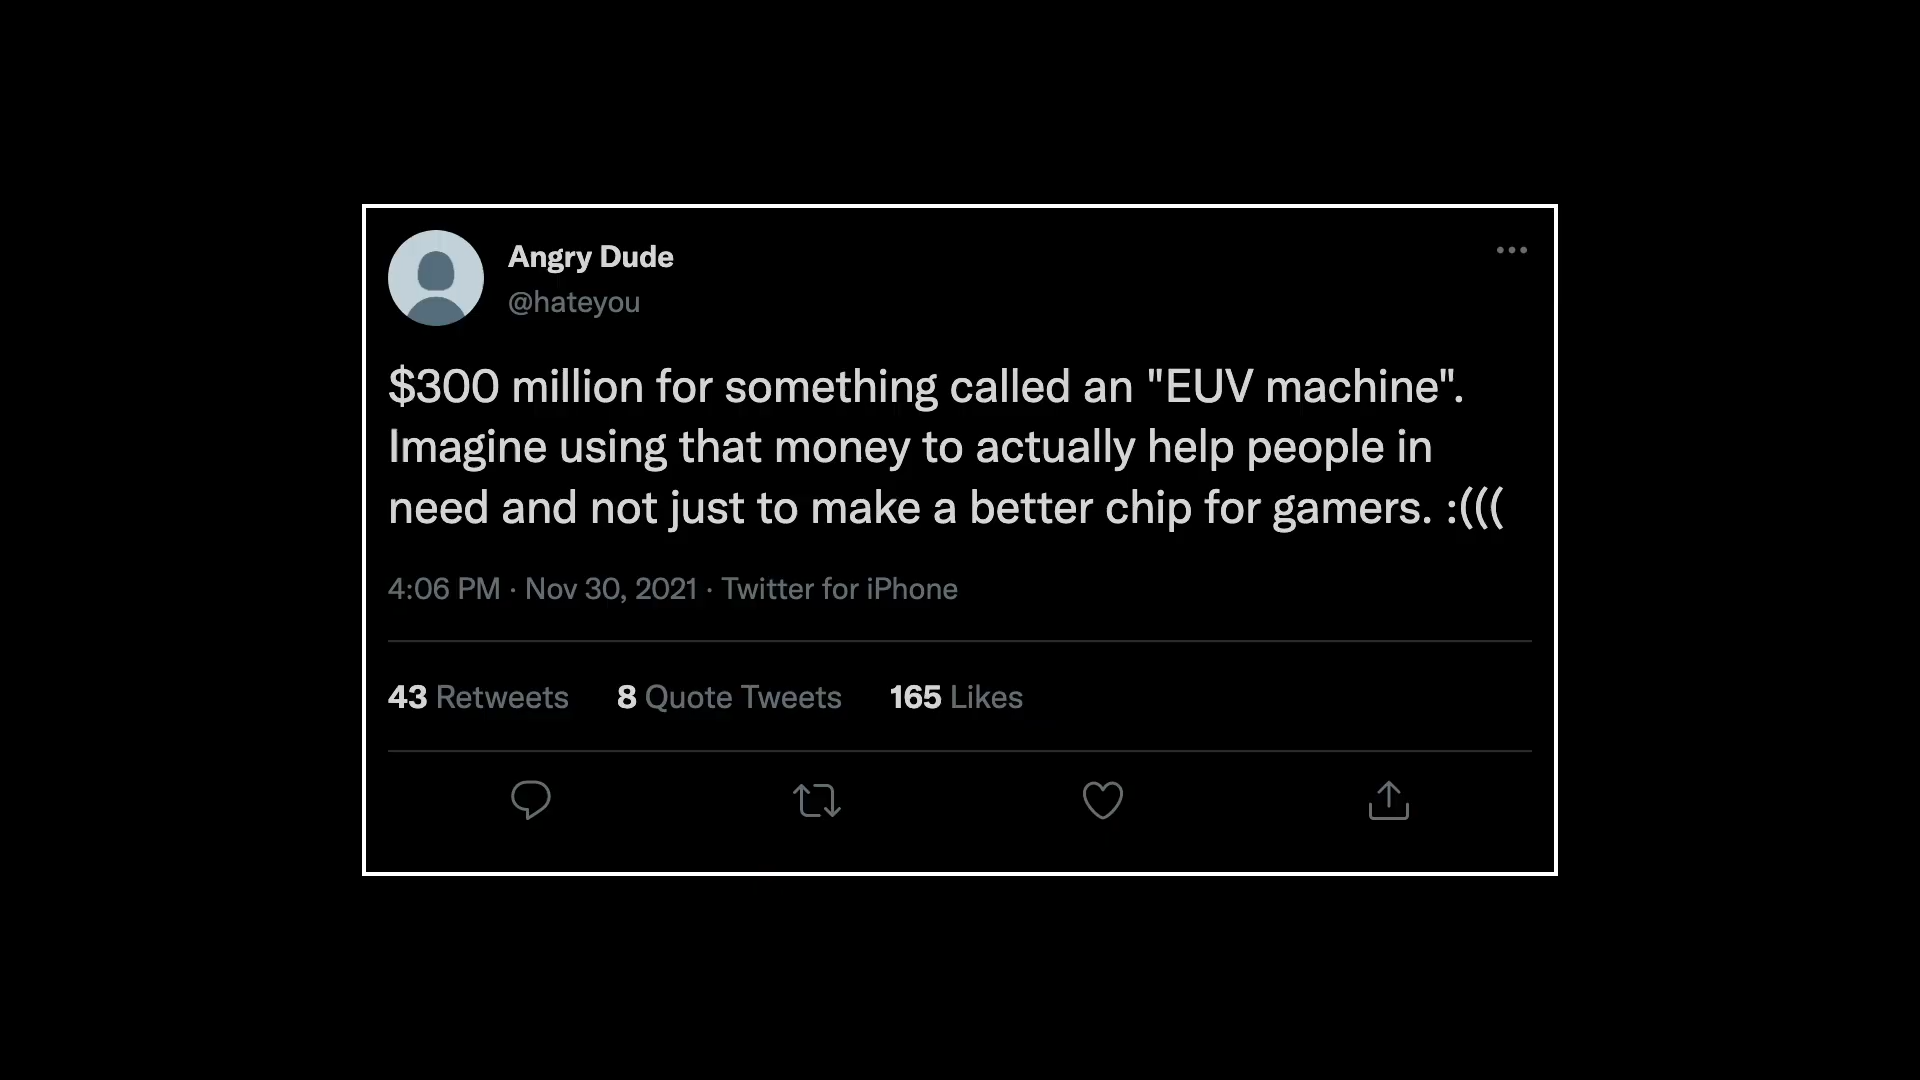 Angry Dude
@hateyou
$300 million for something called an "EUV machine".
Imagine using that money to actually help people in
need and not just to make a better chip for gamers. :(((
4:06 PM · Nov 30, 2021 · Twitter for iPhone
43 Retweets 8 Quote Tweets 165 Likes